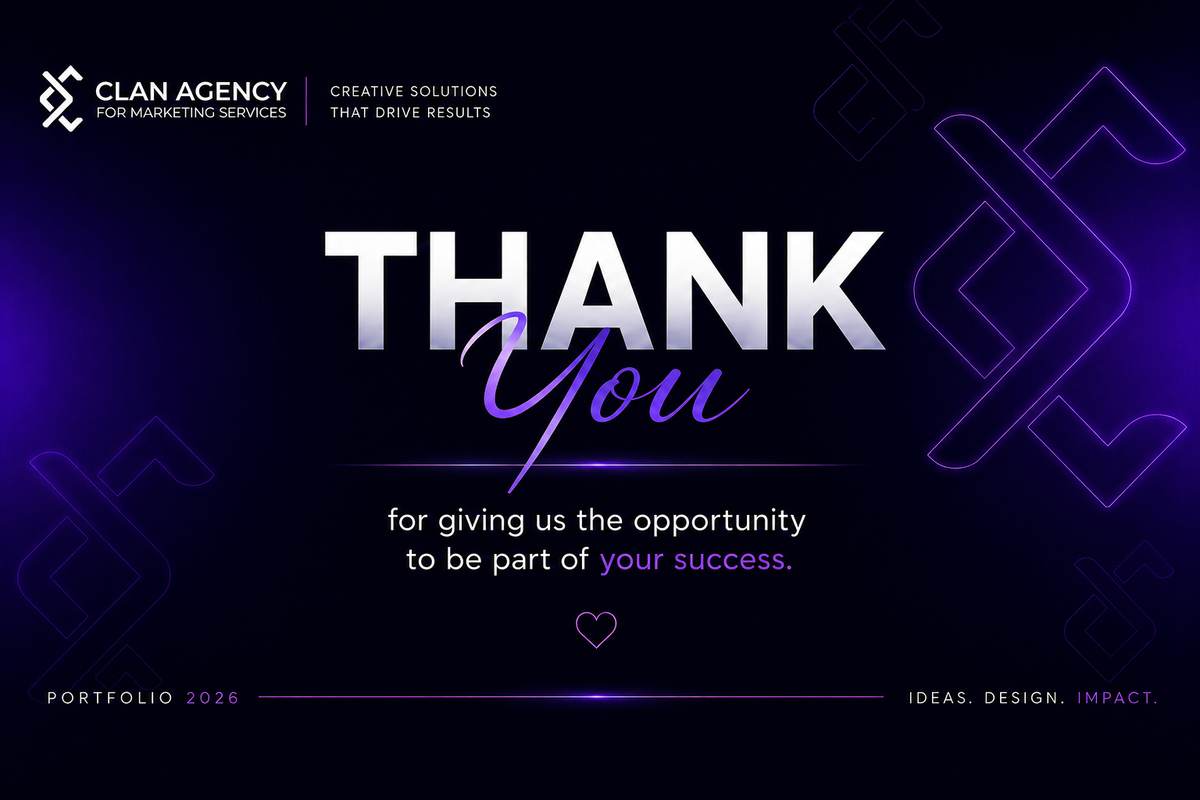 CLAN AGENCY
FOR MARKETING SERVICES
CREATIVE SOLUTIONS
THAT DRIVE RESULTS
THANK
You
for giving us the opportunity
to be part of your success.
PORTFOLIO 2026
IDEAS. DESIGN. IMPACT.